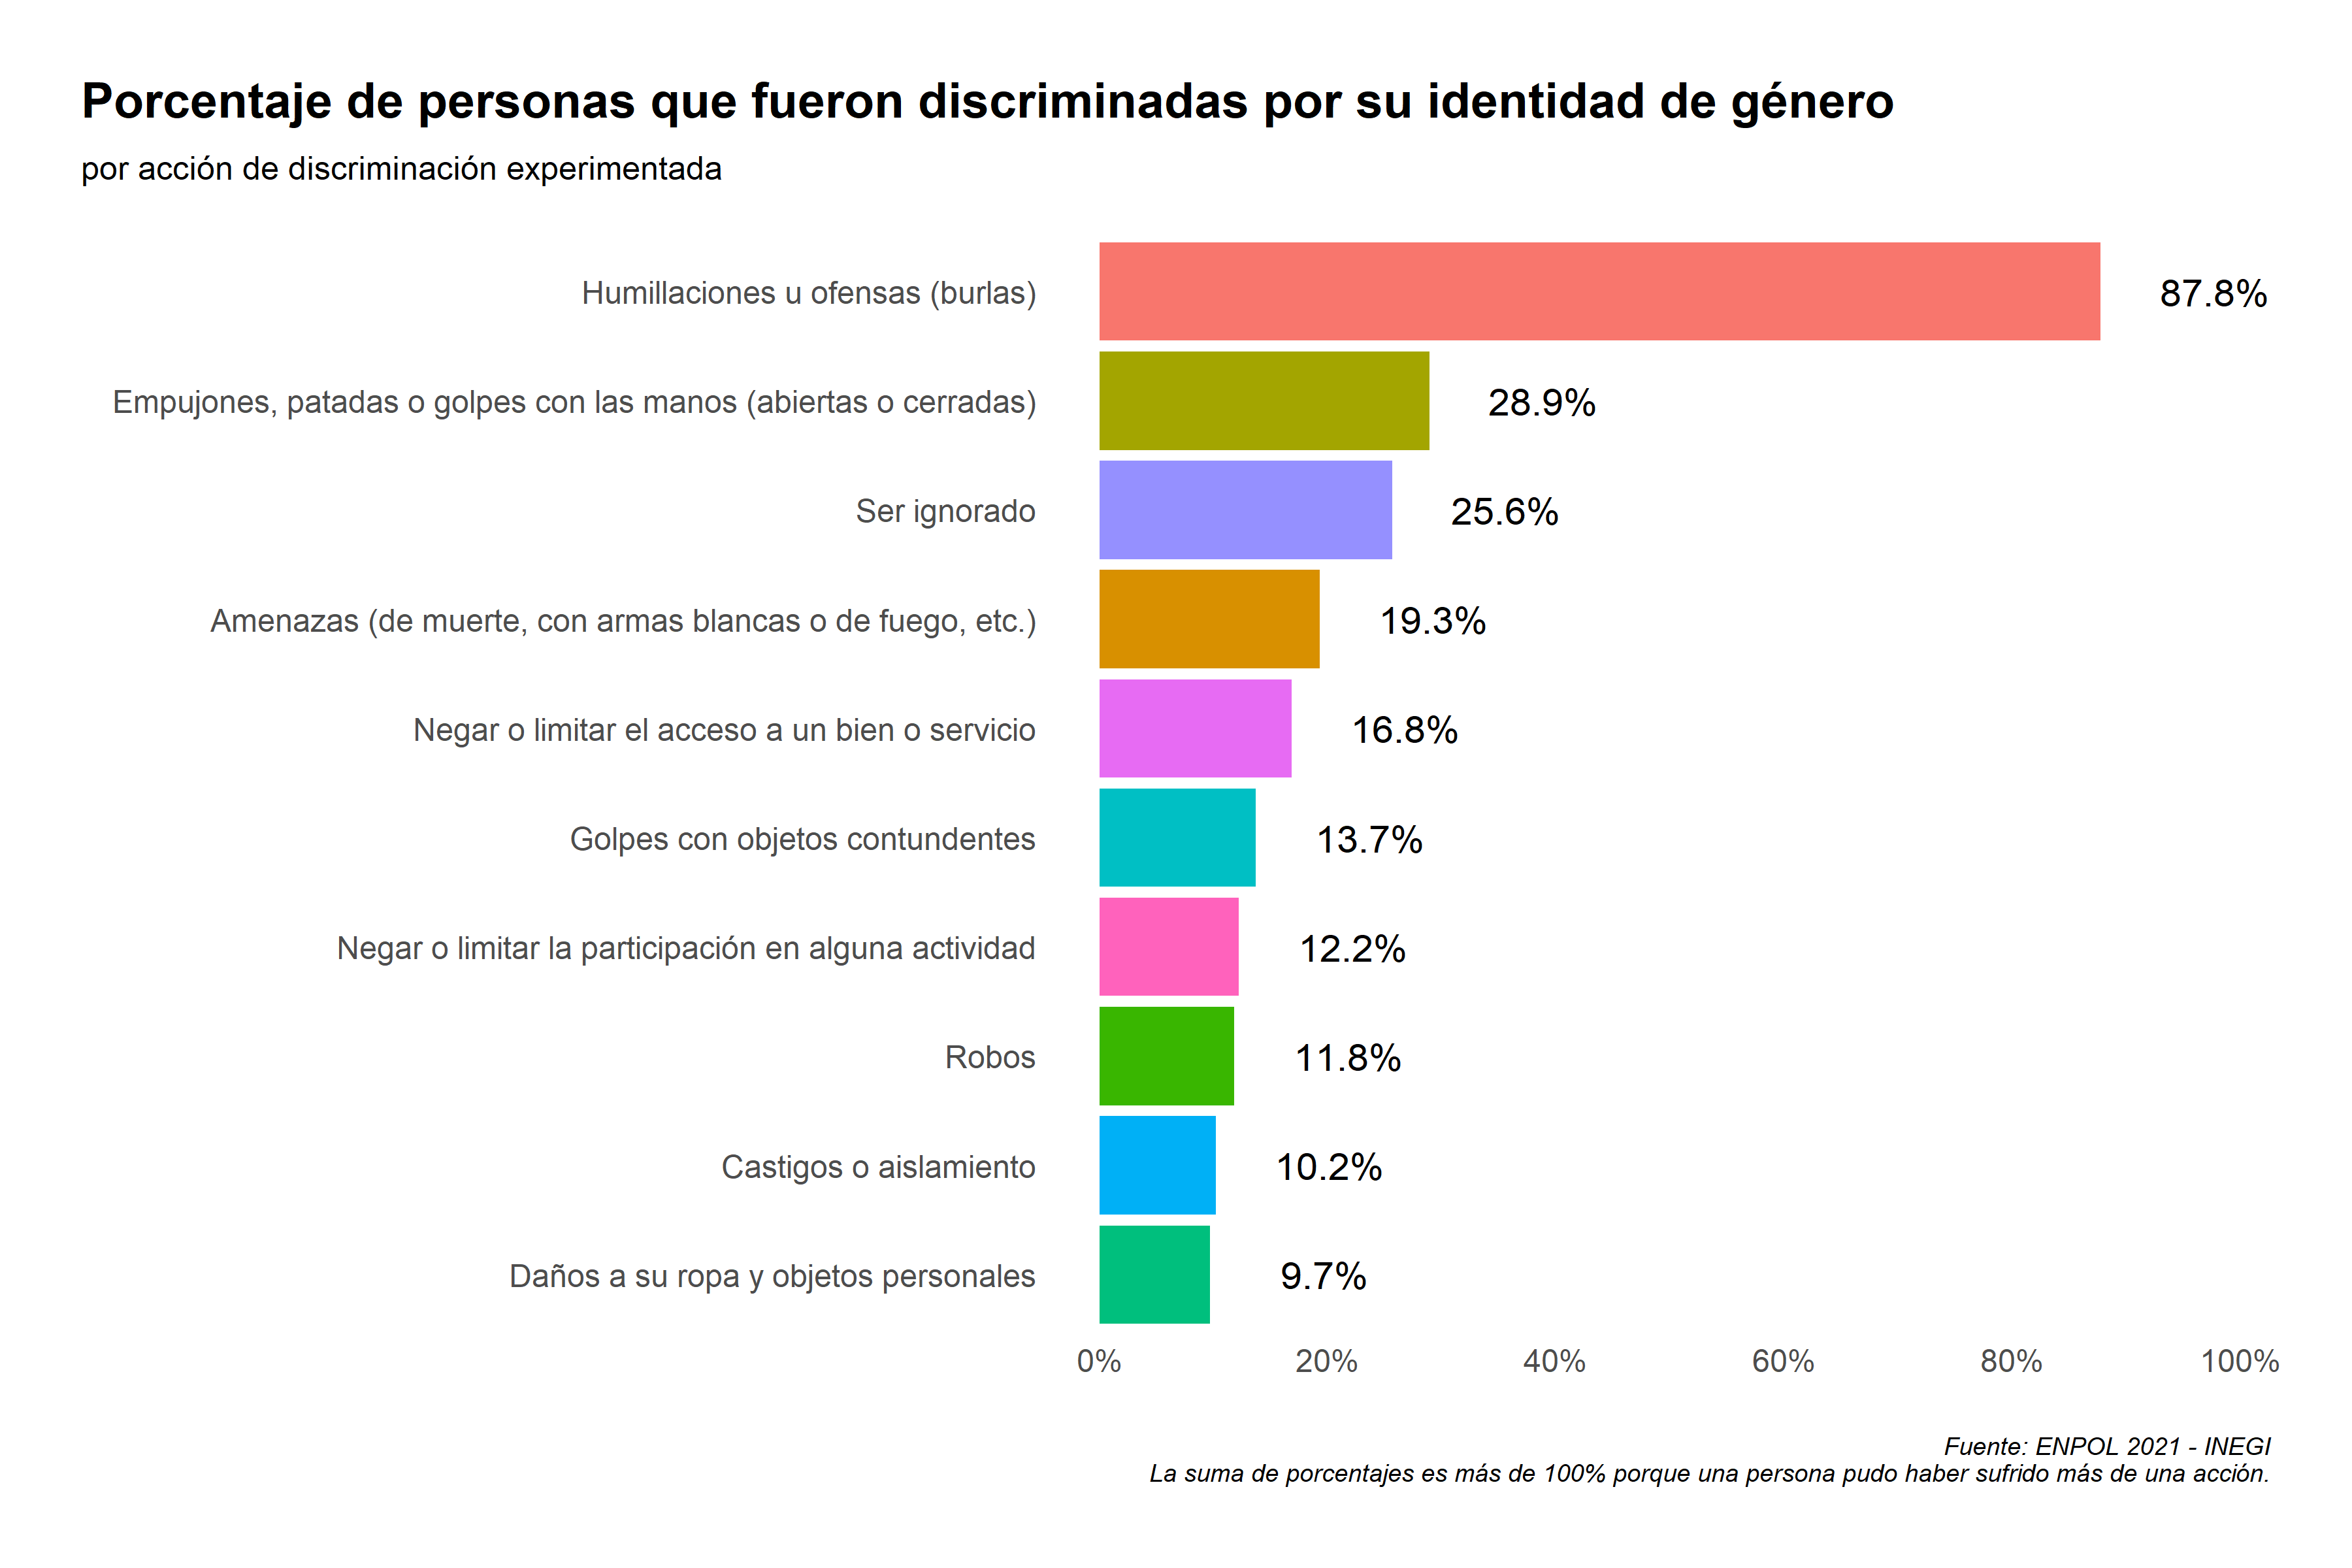 Porcentaje de personas que fueron discriminadas por su identidad de género
por acción de discriminación experimentada
Humillaciones u ofensas (burlas)
87.8%
Empujones, patadas o golpes con las manos (abiertas o cerradas)
28.9%
Ser ignorado
25.6%
Amenazas (de muerte, con armas blancas o de fuego, etc.)
19.3%
Negar o limitar el acceso a un bien o servicio
16.8%
Golpes con objetos contundentes
13.7%
Negar o limitar la participación en alguna actividad
12.2%
Robos
11.8%
Castigos o aislamiento
10.2%
Daños a su ropa y objetos personales
9.7%
0% 20% 40% 60% 80% 100%
Fuente: ENPOL 2021 - INEGI
La suma de porcentajes es más de 100% porque una persona pudo haber sufrido más de una acción.